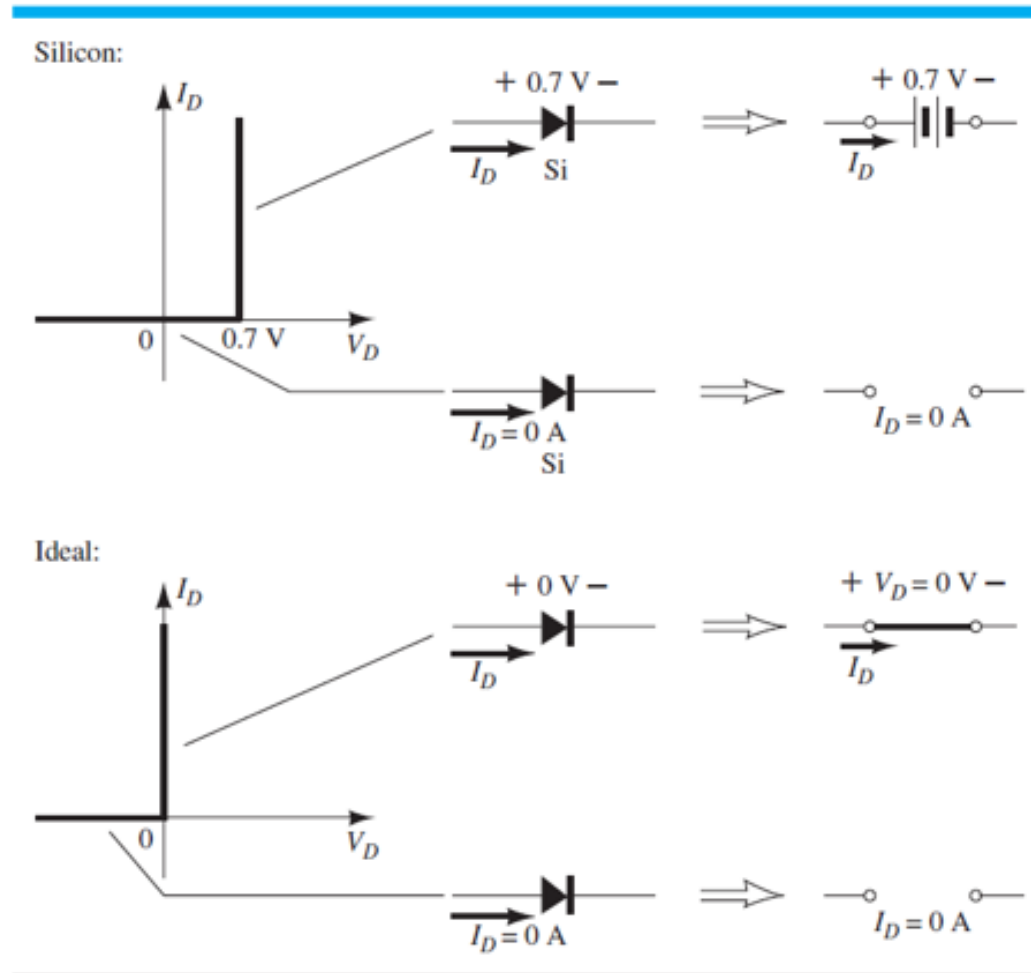 Silicon:
I_D
+ 0.7 V −
+ 0.7 V −
I_D
Si
I_D
0
0.7 V
V_D
I_D = 0 A
Si
I_D = 0 A
Ideal:
I_D
+ 0 V −
+ V_D = 0 V −
I_D
I_D
0
V_D
I_D = 0 A
I_D = 0 A